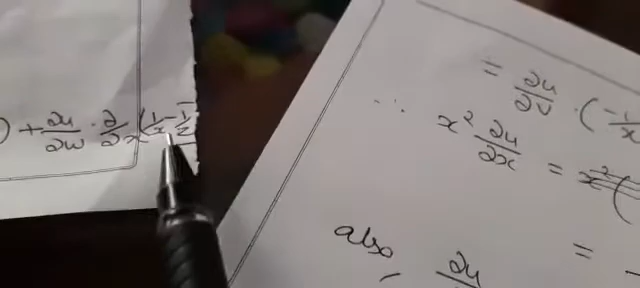 ) + ∂u/∂w · ∂/∂x (1/x - 1/z)
= ∂u/∂v · (-1/x
∴ x² ∂u/∂x = x² (
=
also, ∂u